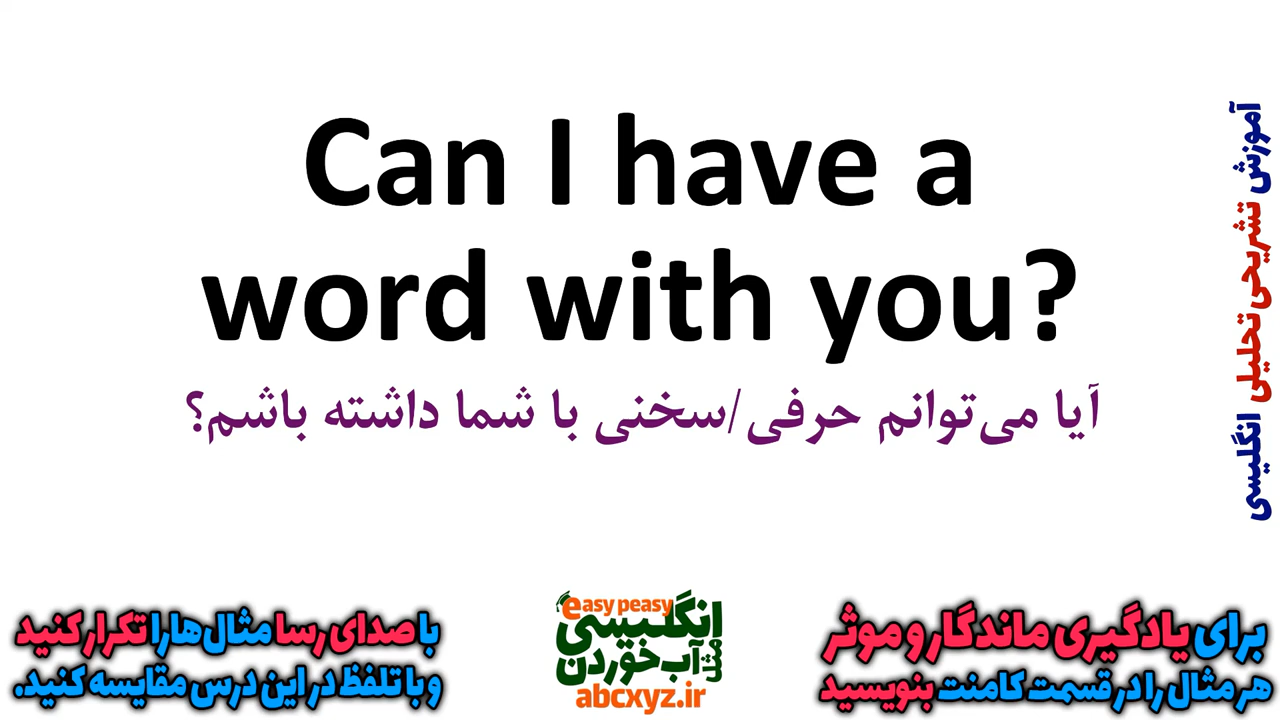 Can I have a
word with you?
آیا می‌توانم حرفی/سخنی با شما داشته باشم؟
آموزش تشریحی تحلیلی انگلیسی
برای یادگیری ماندگار و موثر
هر مثال را در قسمت کامنت بنویسید
easy peasy
انگلیسی
مثل آب خوردن
abcxyz.ir
با صدای رسا مثال‌ها را تکرار کنید
و با تلفظ در این درس مقایسه کنید.